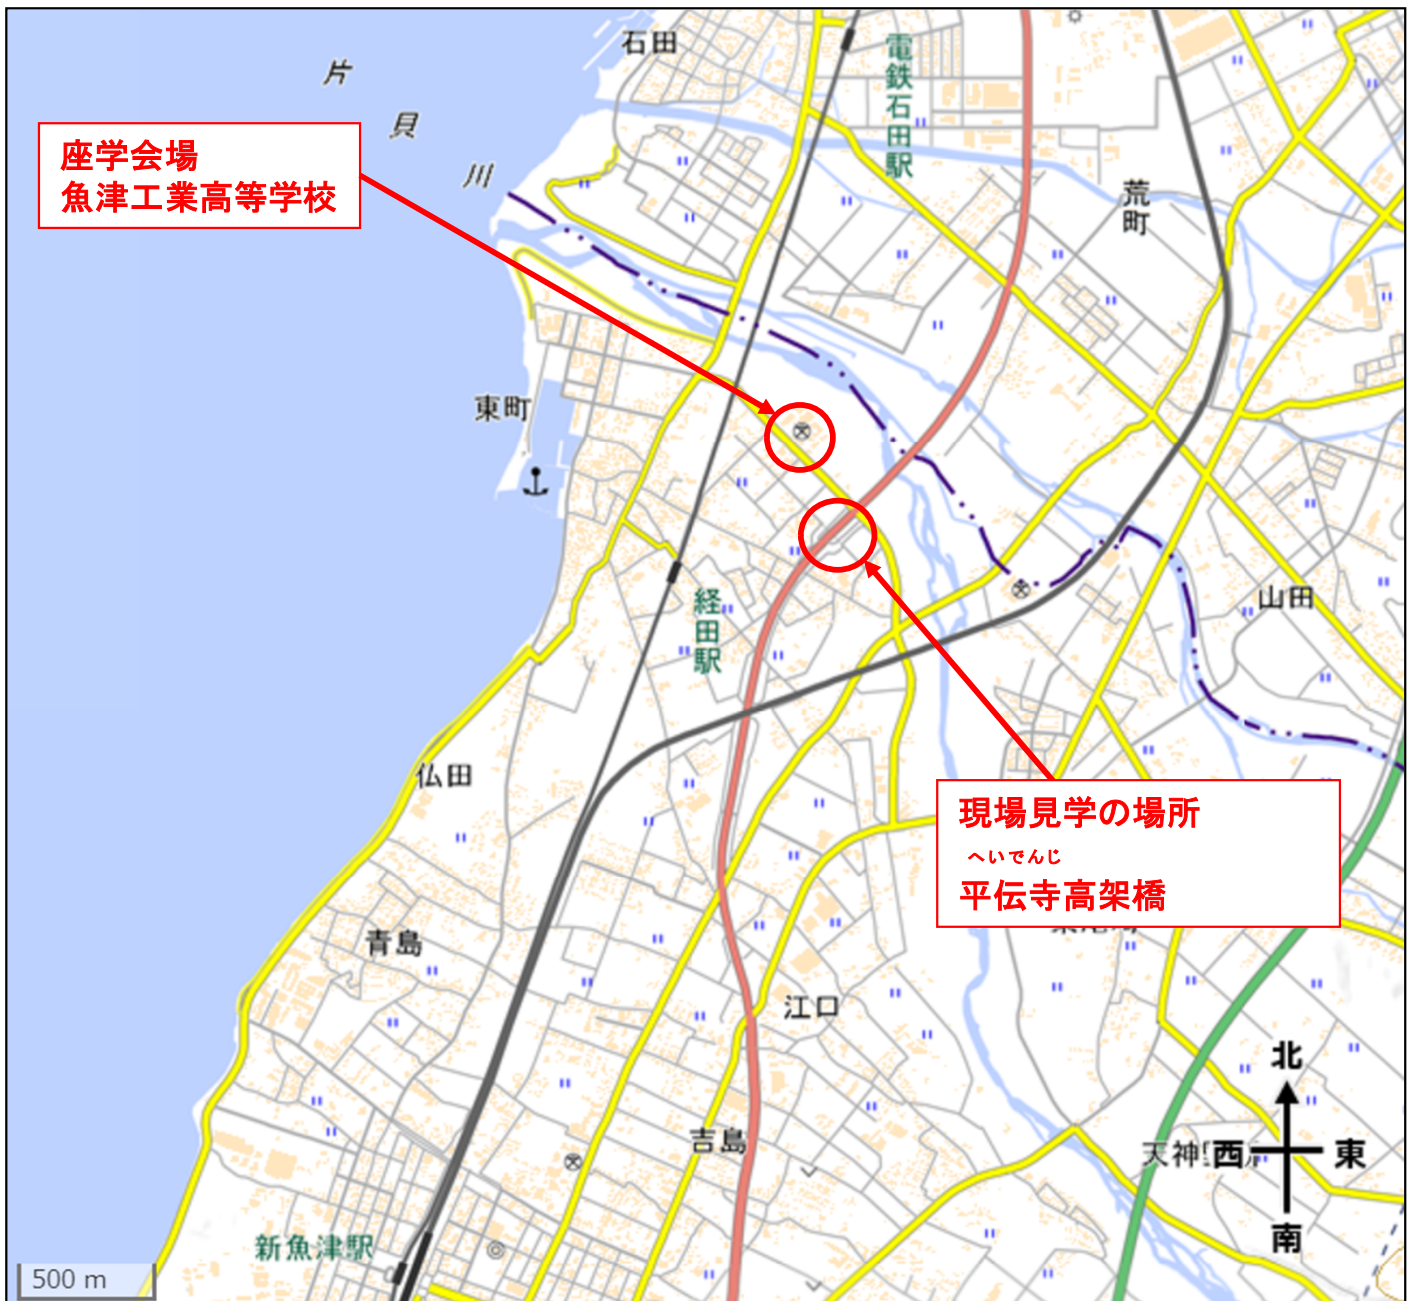 石田
片貝川
電鉄石田駅
座学会場
魚津工業高等学校
荒町
東町
経田駅
山田
仏田
現場見学の場所
へいでんじ
平伝寺高架橋
青島
江口
北
吉島
天神
西
東
南
新魚津駅
500 m